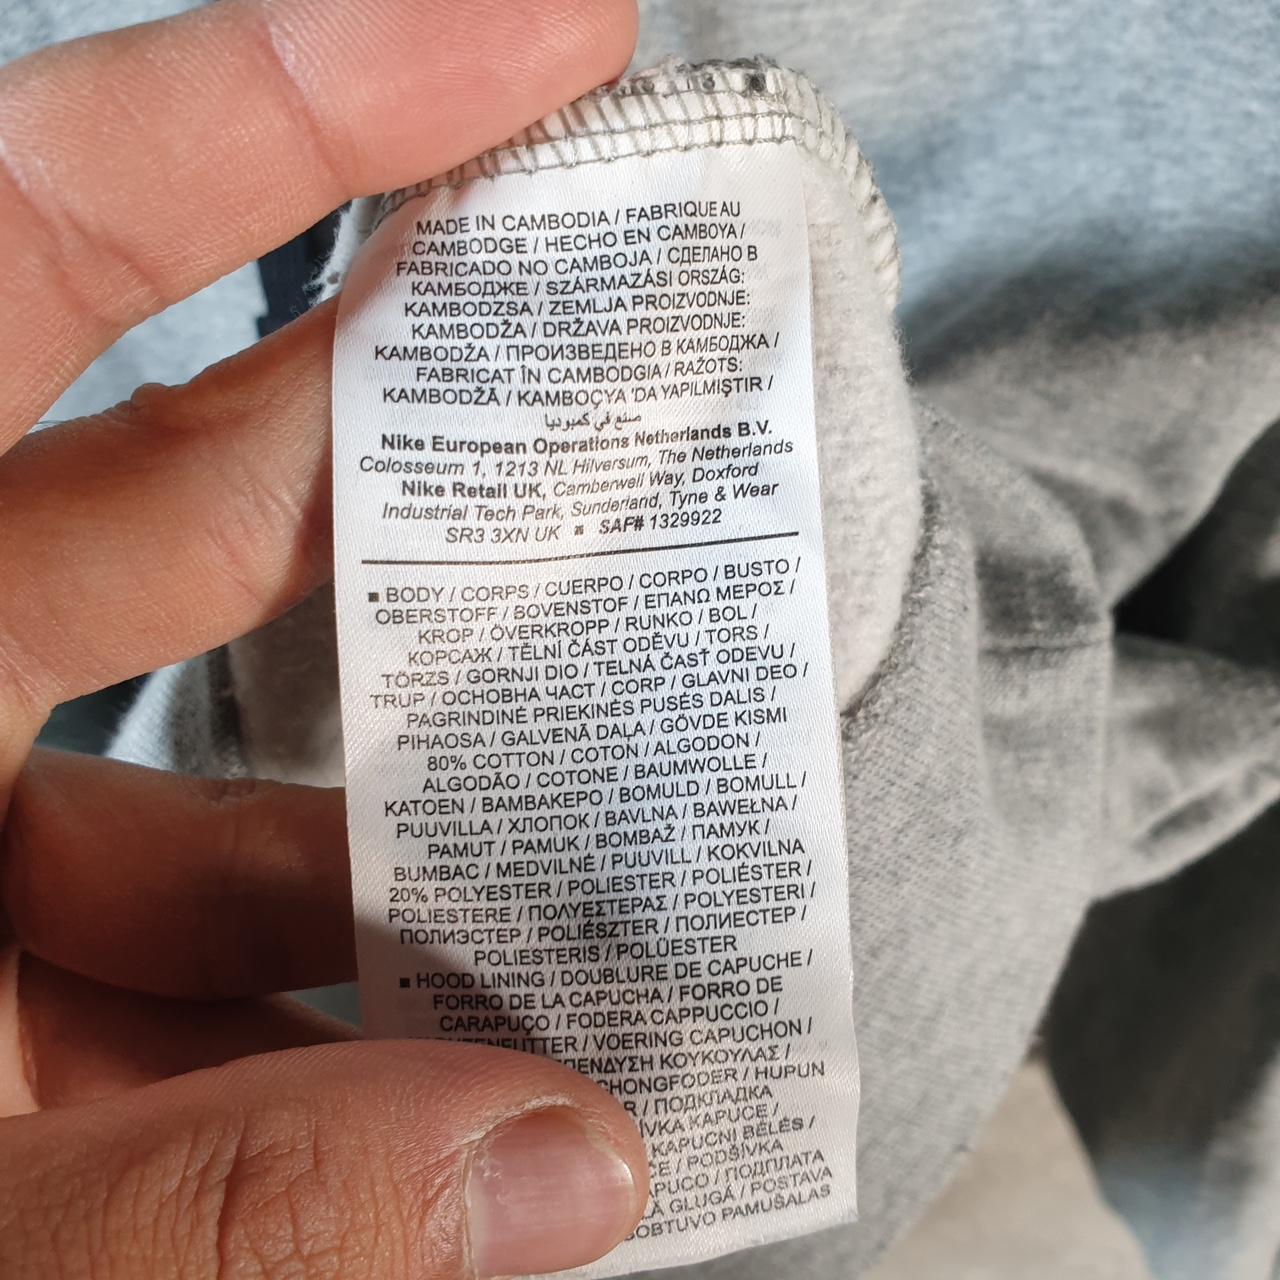 MADE IN CAMBODIA / FABRIQUE AU
CAMBODGE / HECHO EN CAMBOYA /
FABRICADO NO CAMBOJA / СДЕЛАНО В
КАМБОДЖЕ / SZÁRMAZÁSI ORSZÁG:
KAMBODZSA / ZEMLJA PROIZVODNJE:
KAMBODŽA / DRŽAVA PROIZVODNJE:
KAMBODŽA / ПРОИЗВЕДЕНО В КАМБОДЖА /
FABRICAT ÎN CAMBODGIA / RAŽOTS:
KAMBODŽĀ / KAMBOÇYA 'DA YAPILMIŞTIR /
صنع في كمبوديا
Nike European Operations Netherlands B.V.
Colosseum 1, 1213 NL Hilversum, The Netherlands
Nike Retail UK, Camberwell Way, Doxford
Industrial Tech Park, Sunderland, Tyne & Wear
SR3 3XN UK ■ SAF# 1329922
■ BODY / CORPS / CUERPO / CORPO / BUSTO /
OBERSTOFF / BOVENSTOF / ΕΠΑΝΩ ΜΕΡΟΣ /
KROP / ÖVERKROPP / RUNKO / BOL /
КОРСАЖ / TĚLNÍ ČÁST ODĚVU / TORS /
TÖRZS / GORNJI DIO / TELNÁ ČASŤ ODEVU /
TRUP / ОСНОВНА ЧАСТ / CORP / GLAVNI DEO /
PAGRINDINĖ PRIEKINĖS PUSĖS DALIS /
PIHAOSA / GALVENĀ DAĻA / GÖVDE KISMI
80% COTTON / COTON / ALGODON /
ALGODÃO / COTONE / BAUMWOLLE /
KATOEN / ΒΑΜΒΑΚΕΡΟ / BOMULD / BOMULL /
PUUVILLA / ХЛОПОК / BAVLNA / BAWEŁNA /
PAMUT / PAMUK / BOMBAŽ / ПАМУК /
BUMBAC / MEDVILNĖ / PUUVILL / KOKVILNA
20% POLYESTER / POLIESTER / POLIÉSTER /
POLIESTERE / ΠΟΛΥΕΣΤΕΡΑΣ / POLYESTERI /
ПОЛИЭСТЕР / POLIÉSZTER / ПОЛИЕСТЕР /
POLIESTERIS / POLÜESTER
■ HOOD LINING / DOUBLURE DE CAPUCHE /
FORRO DE LA CAPUCHA / FORRO DE
CARAPUÇO / FODERA CAPPUCCIO /
/ VOERING CAPUCHON /
ΚΟΥΚΟΥΛΑΣ /
/ HUPUN
/ ПОДКЛАДКА
KAPUCE /
KAPUCNI BĖLĖS /
/ PODŠÍVKA
/ ПОДПЛАТА
GLUGĂ / POSTAVA
PAMUŠALAS